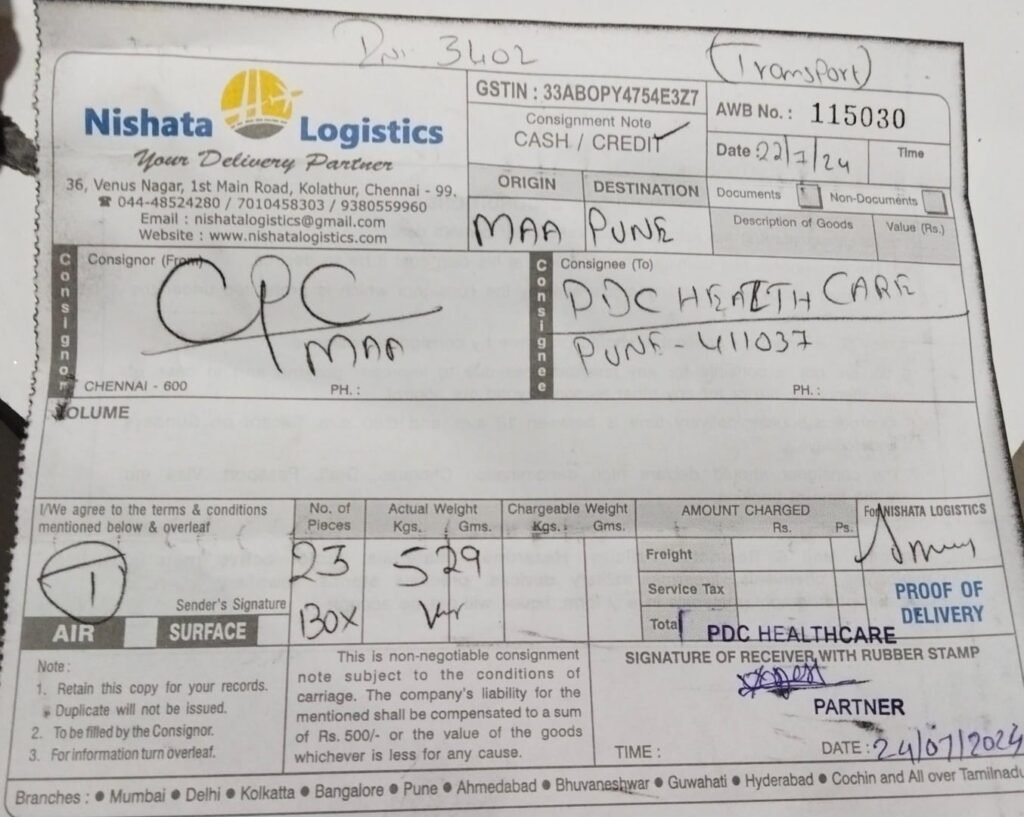 3402
(Transport)
Nishata Logistics
Your Delivery Partner
36, Venus Nagar, 1st Main Road, Kolathur, Chennai - 99.
☎ 044-48524280 / 7010458303 / 9380559960
Email : nishatalogistics@gmail.com
Website : www.nishatalogistics.com
GSTIN : 33ABOPY4754E3Z7
Consignment Note
CASH / CREDIT
AWB No. : 115030
Date : 22/7/24 Time
ORIGIN DESTINATION
MAA PUNE
Documents Non-Documents
Description of Goods Value (Rs.)
Consignor
Consignor (From)
CPC
MAA
CHENNAI - 600 PH. :
Consignee
Consignee (To)
PDC HEALTH CARE
PUNE - 411037
PH. :
VOLUME
I/We agree to the terms & conditions
mentioned below & overleaf
Sender's Signature
AIR SURFACE
No. of
Pieces
23
BOX
Actual Weight
Kgs. Gms.
529
Chargeable Weight
Kgs. Gms.
AMOUNT CHARGED
Rs. Ps.
Freight
Service Tax
Total
For NISHATA LOGISTICS
PROOF OF
DELIVERY
PDC HEALTHCARE
SIGNATURE OF RECEIVER WITH RUBBER STAMP
PARTNER
TIME : DATE : 24/07/2024
Note :
1. Retain this copy for your records.
Duplicate will not be issued.
2. To be filled by the Consignor.
3. For information turn overleaf.
This is non-negotiable consignment
note subject to the conditions of
carriage. The company's liability for the
mentioned shall be compensated to a sum
of Rs. 500/- or the value of the goods
whichever is less for any cause.
Branches : ● Mumbai ● Delhi ● Kolkatta ● Bangalore ● Pune ● Ahmedabad ● Bhuvaneshwar ● Guwahati ● Hyderabad ● Cochin and All over Tamilnadu